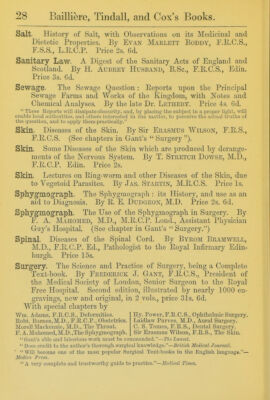 28 Baillière, Tindall, and Cox's Books.
Salt. History of Salt, with Observations on its Medicinal and
Dietetic Properties. By EVAN MARLETT BODDY, F.R.C.S.,
F.S.S., L.R.C.P. Price 2s. 6d.
Sanitary Law. A Digest of the Sanitary Acts of England and
Scotland. By H. AUBREY HUSBAND, B.Sc., F.R.C.S., Edin.
Price 3s. 6d.
Sewage. The Sewage Question: Reports upon the Principal
Sewage Farms and Works of the Kingdom, with Notes and
Chemical Analyses. By the late DR. LETHEBY. Price 4s. 6d.
"These Reports will dissipate obscurity, and, by placing the subject in a proper light, will
enable local authorities, and others interested in the matter, to perceive the actual truths of
the question, and to apply them practically."
Skin. Diseases of the Skin. By Sir ERASMUS WILSON, F.R.S.,
F.R.C.S. (See chapters in Gant's "Surgery").
Skin. Some Diseases of the Skin which are produced by derange-
ments of the Nervous System. By T. STRETCH DOWSE, M.D.,
F.R.C.P. Edin. Price 2s.
Skin. Lectures on Ring-worm and other Diseases of the Skin, due
to Vegetoid Parasites. By JAS. STARTIN, M.R.C.S. Price 1s.
Sphygmograph. The Sphygmograph: its History, and use as an
aid to Diagnosis. By R. E. DUDGEON, M.D. Price 2s. 6d.
Sphygmograph. The Use of the Sphygmograph in Surgery. By
F. A. MAHOMED, M.D., M.R.C.P. Lond., Assistant Physician
Guy's Hospital. (See chapter in Gant's "Surgery.")
Spinal. Diseases of the Spinal Cord. By BYROM BRAMWELL,
M.D., F.R.C.P. Ed., Pathologist to the Royal Infirmary Edin-
burgh. Price 15s.
Surgery. The Science and Practice of Surgery, being a Complete
Text-book. By FREDERICK J. GANT, F.R.C.S., President of
the Medical Society of London, Senior Surgeon to the Royal
Free Hospital. Second edition, illustrated by nearly 1000 en-
gravings, new and original, in 2 vols., price 31s. 6d.
With special chapters by
Wm. Adams, F.R.C.S., Deformities.
Robt. Barnes, M.D., F.R.C.P., Obstetrics.
Morell Mackenzie, M.D., The Throat.
F. A. Mahomed, M.D., The Sphygmograph.
Hy. Power, F.R.C.S., Ophthalmic Surgery.
Laidlaw Purves, M.D., Aural Surgery.
C. S. Tomes, F.R.S., Dental Surgery.
Sir Erasmus Wilson, F.R.S., The Skin.
"Gant's able and laborious work must be commended."—The Lancet.
"Does credit to the author's thorough surgical knowledge."—British Medical Journal.
"Will become one of the most popular Surgical Text-books in the English language."—
Medical Press.
"A very complete and trustworthy guide to practice."—Medical Times.